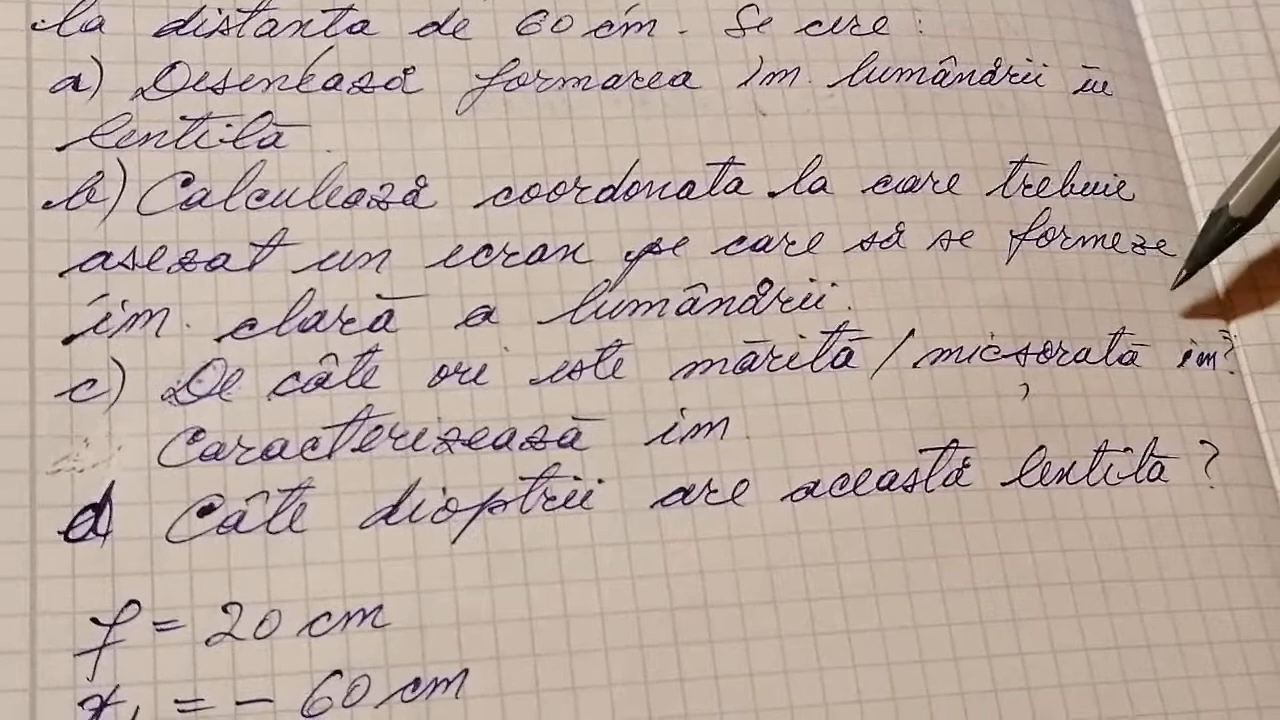 la distanta de 60 cm. Se cere:
a) Desenează formarea im. lumânării în
lentilă
b) Calculează coordonata la care trebuie
asezat un ecran pe care să se formeze
im. clară a lumânării.
c) De câte ori este mărită / micșorată im?
Caracterizează im
d Câte dioptrii are această lentilă?
f = 20 cm
x₁ = - 60 cm